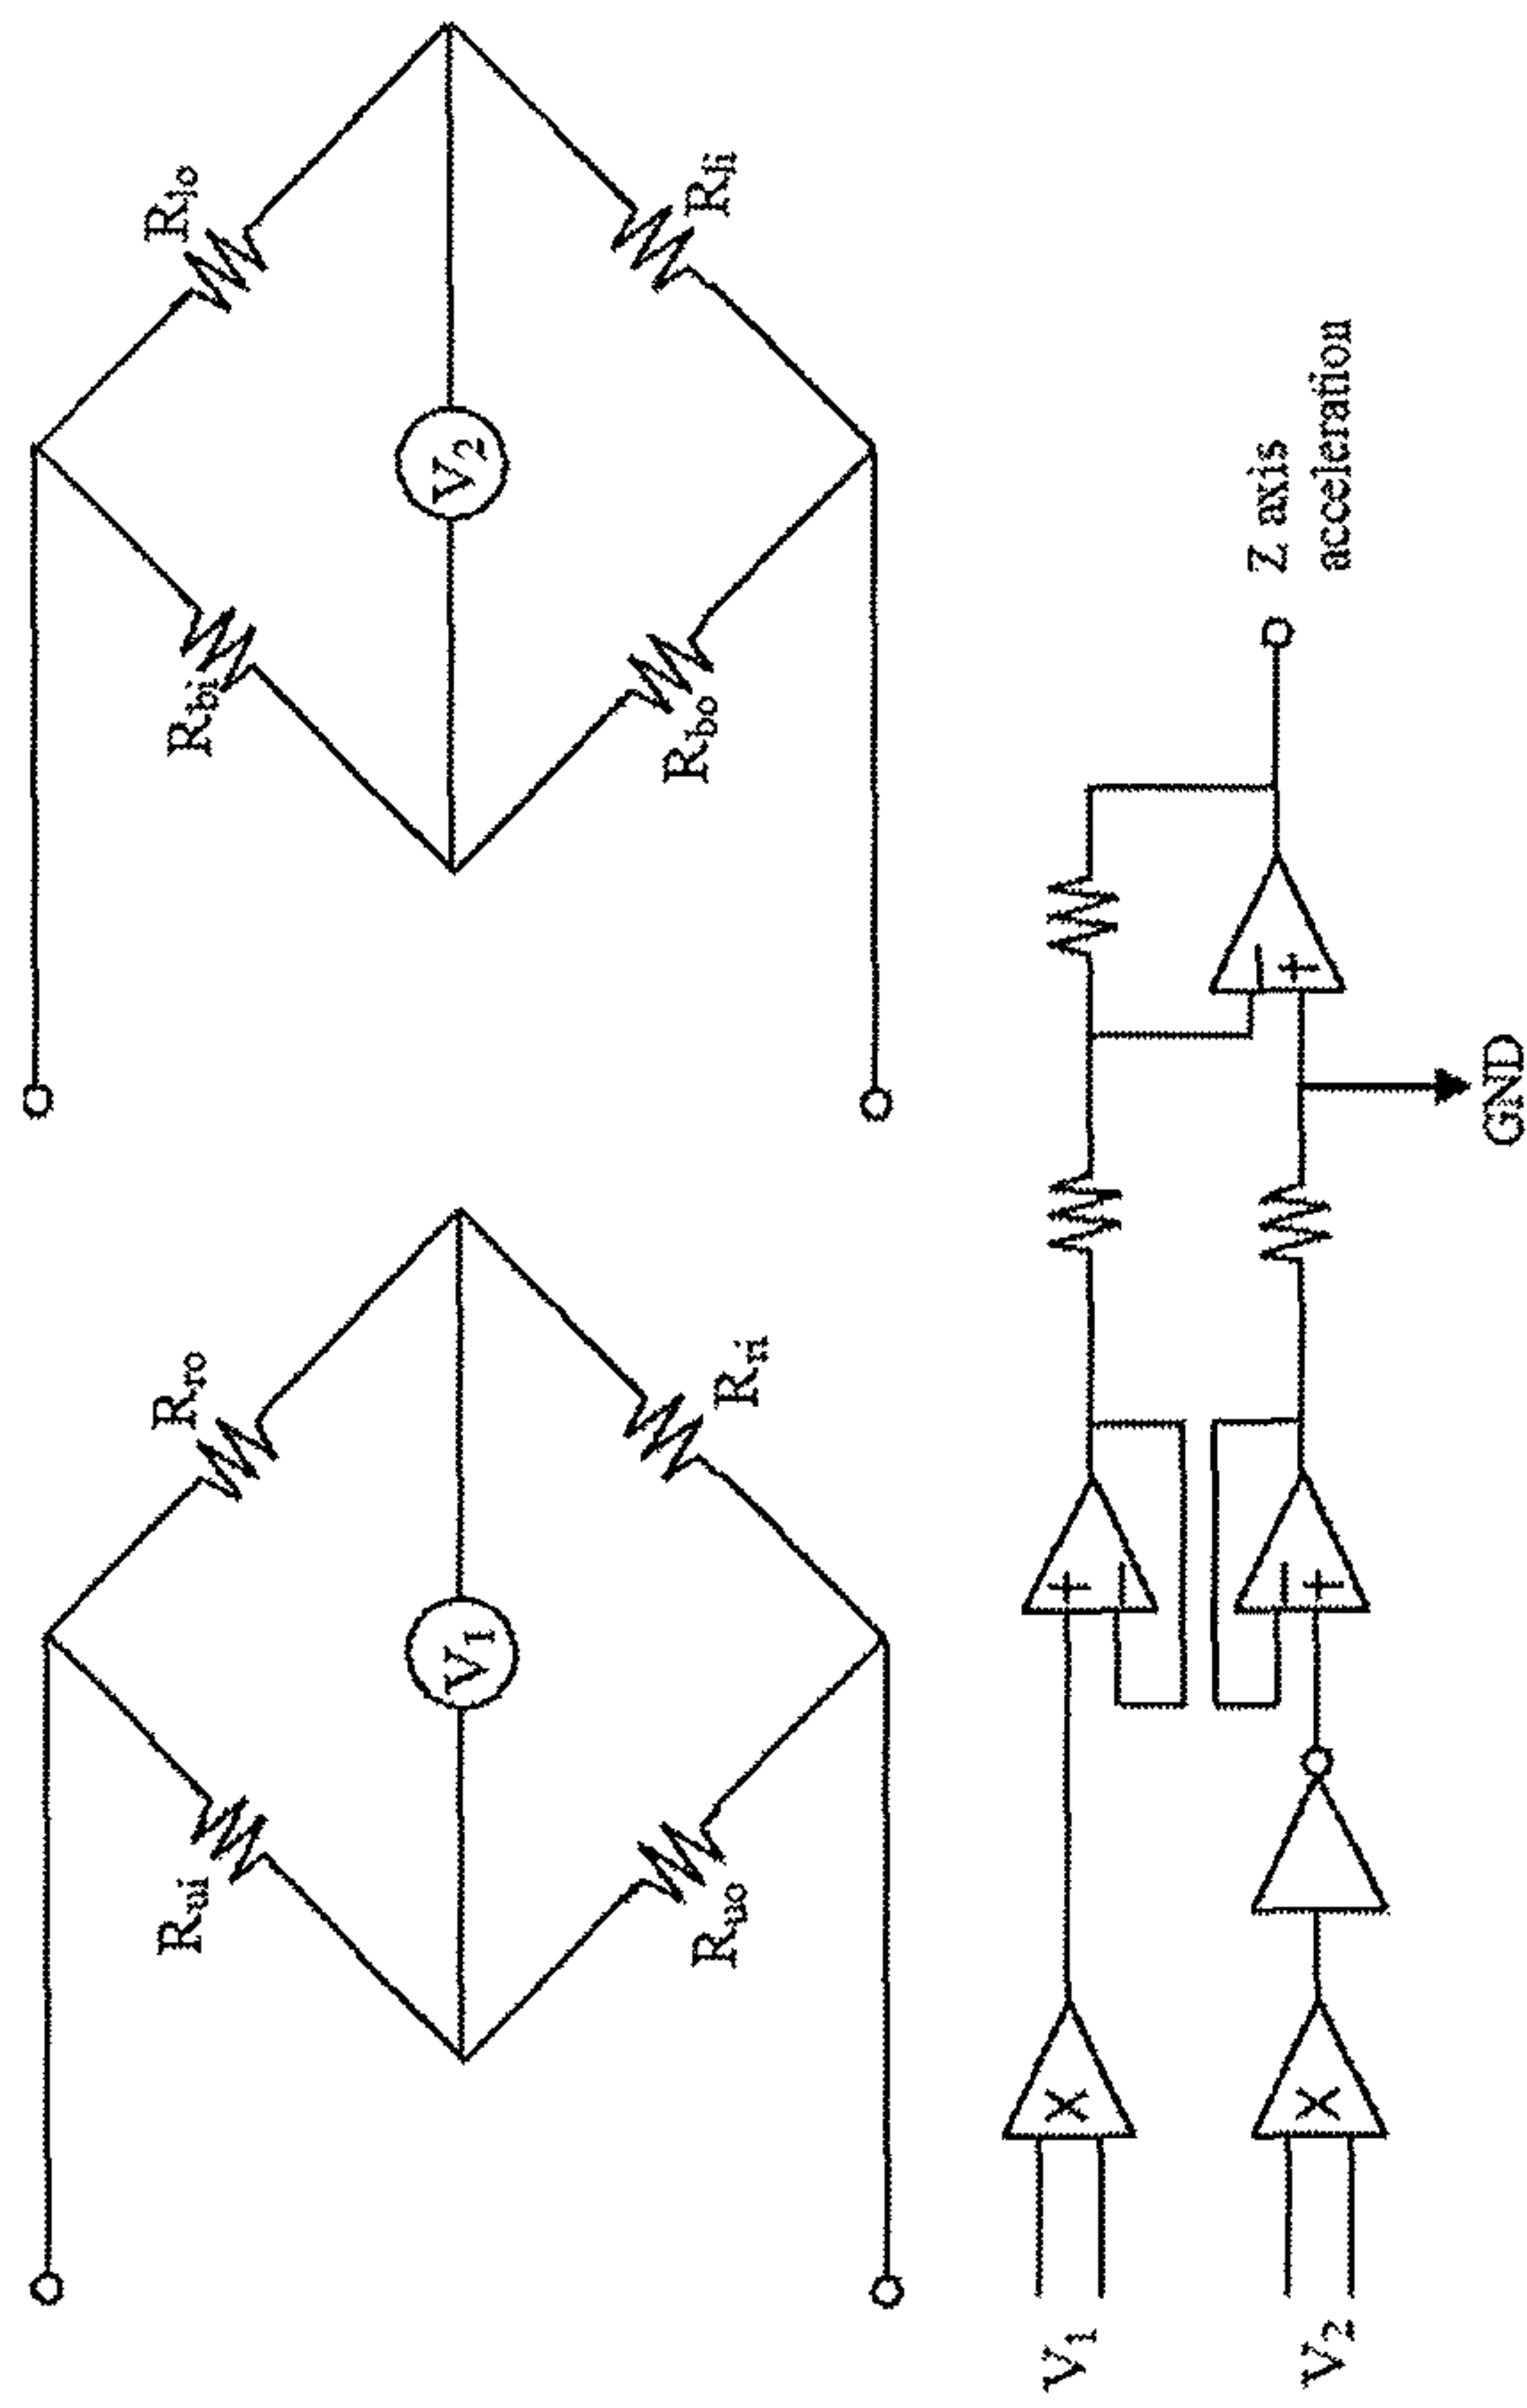 Rui
Rro
V1
Ruo
Rri
Rbi
Rlo
V2
Rbo
Rli
V1
X
+
−
V2
X
−
+
−
+
GND
Z axis
acceleration